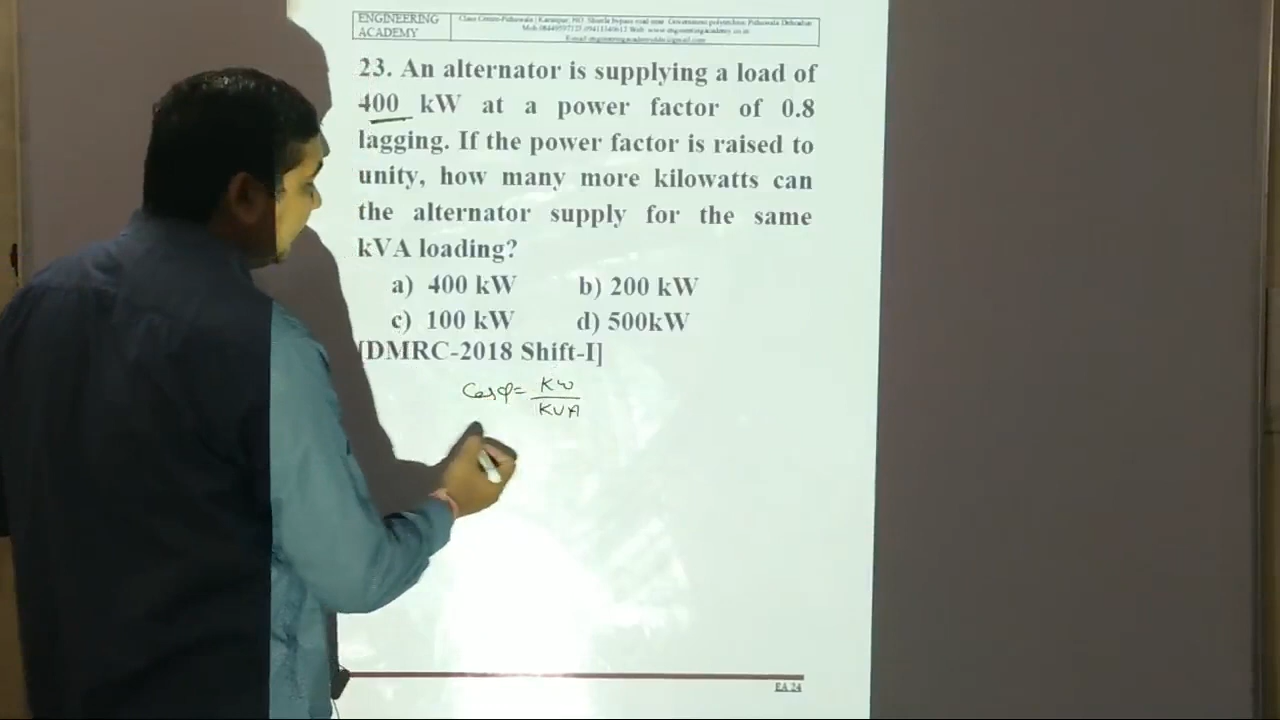 ENGINEERING
ACADEMY
23. An alternator is supplying a load of
400 kW at a power factor of 0.8
lagging. If the power factor is raised to
unity, how many more kilowatts can
the alternator supply for the same
kVA loading?
a) 400 kW b) 200 kW
c) 100 kW d) 500kW
[DMRC-2018 Shift-I]
Cosφ = KW
KVA
EA 24